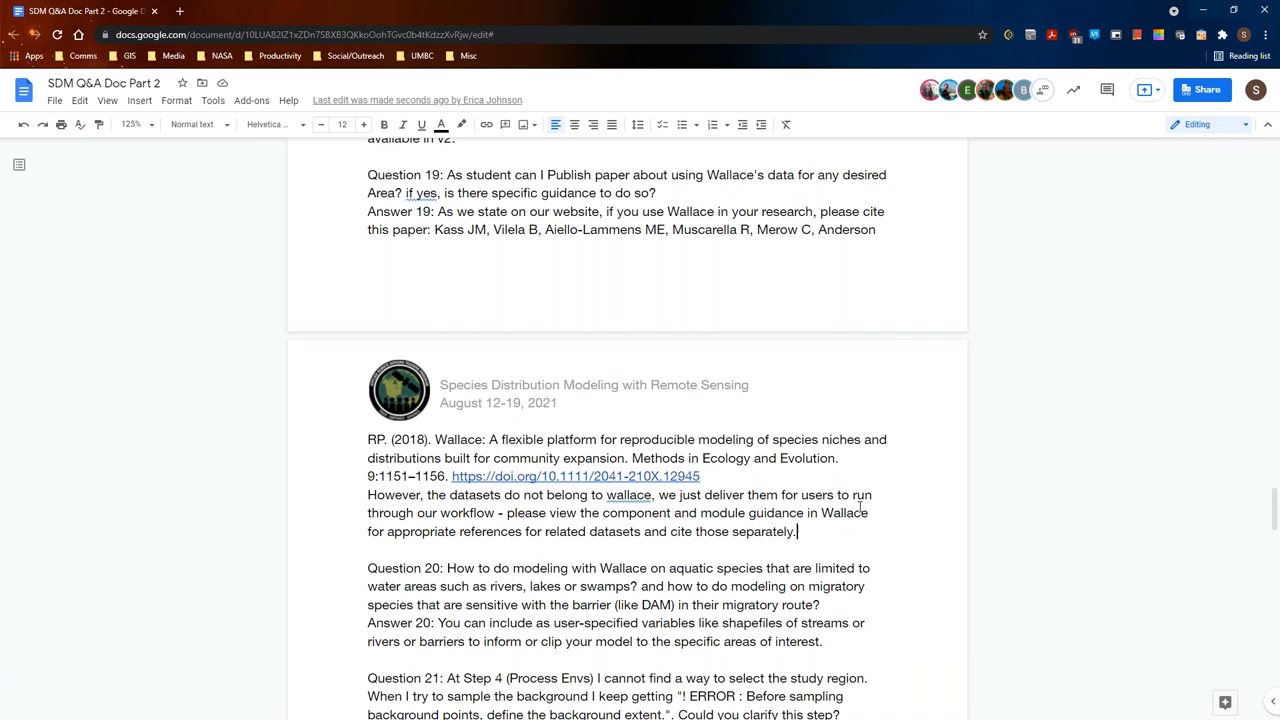 SDM Q&A Doc Part 2 - Google D
docs.google.com/document/d/10LUA82IZ1xZDn7SBXB3QKkoOohTGvc0b4tKdzzXvRjw/edit#
Apps Comms GIS Media NASA Productivity Social/Outreach UMBC Misc Reading list
SDM Q&A Doc Part 2
File Edit View Insert Format Tools Add-ons Help Last edit was made seconds ago by Erica Johnson
E B Share S
125% Normal text Helvetica ... 12 Editing
available in v2.
Question 19: As student can I Publish paper about using Wallace's data for any desired
Area? if yes, is there specific guidance to do so?
Answer 19: As we state on our website, if you use Wallace in your research, please cite
this paper: Kass JM, Vilela B, Aiello-Lammens ME, Muscarella R, Merow C, Anderson
Species Distribution Modeling with Remote Sensing
August 12-19, 2021
RP. (2018). Wallace: A flexible platform for reproducible modeling of species niches and
distributions built for community expansion. Methods in Ecology and Evolution.
9:1151–1156. https://doi.org/10.1111/2041-210X.12945
However, the datasets do not belong to wallace, we just deliver them for users to run
through our workflow - please view the component and module guidance in Wallace
for appropriate references for related datasets and cite those separately.
Question 20: How to do modeling with Wallace on aquatic species that are limited to
water areas such as rivers, lakes or swamps? and how to do modeling on migratory
species that are sensitive with the barrier (like DAM) in their migratory route?
Answer 20: You can include as user-specified variables like shapefiles of streams or
rivers or barriers to inform or clip your model to the specific areas of interest.
Question 21: At Step 4 (Process Envs) I cannot find a way to select the study region.
When I try to sample the background I keep getting "! ERROR : Before sampling
background points, define the background extent.". Could you clarify this step?